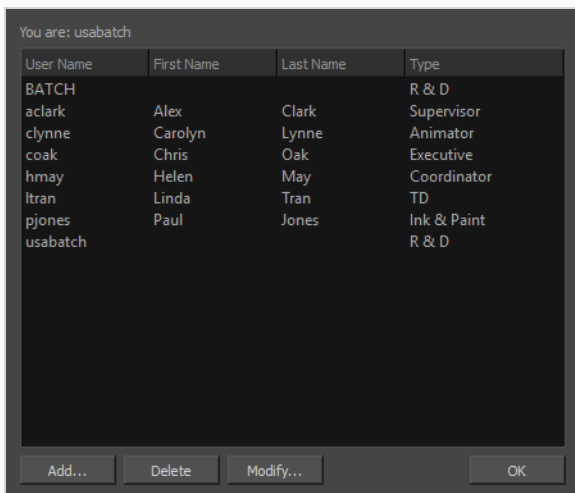 You are: usabatch
User Name First Name Last Name Type
BATCH R & D
aclark Alex Clark Supervisor
clynne Carolyn Lynne Animator
coak Chris Oak Executive
hmay Helen May Coordinator
ltran Linda Tran TD
pjones Paul Jones Ink & Paint
usabatch R & D
Add... Delete Modify... OK